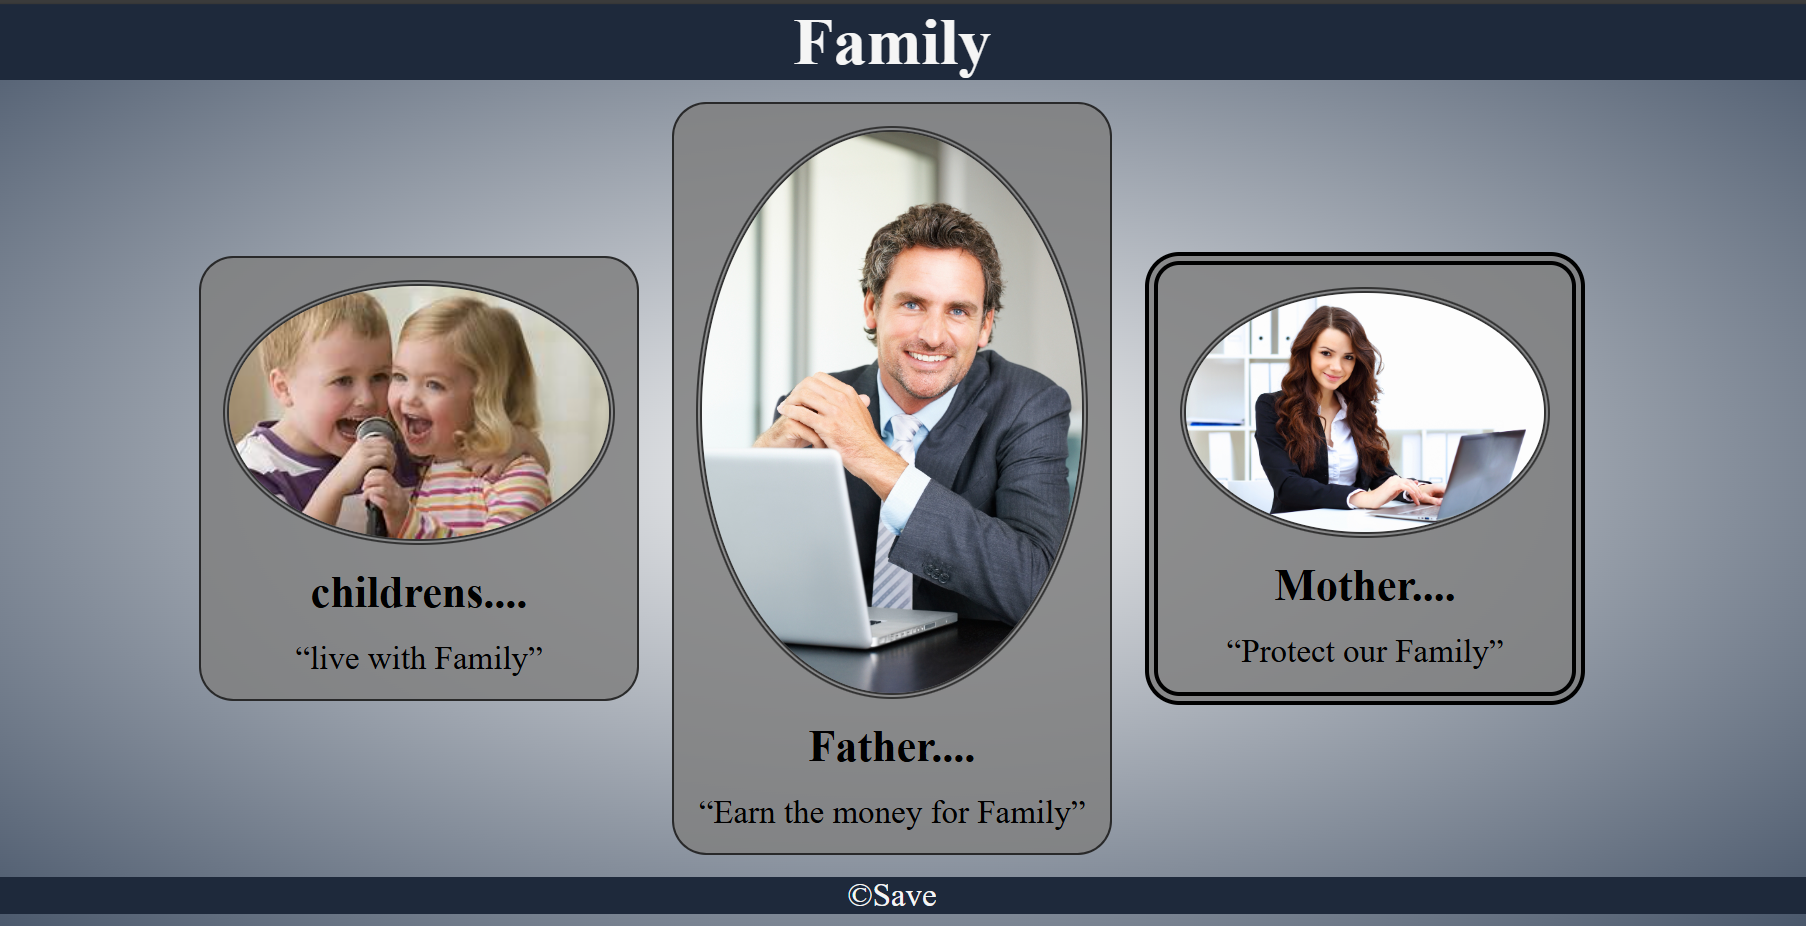 Family
childrens....
“live with Family”
Father....
“Earn the money for Family”
Mother....
“Protect our Family”
©Save